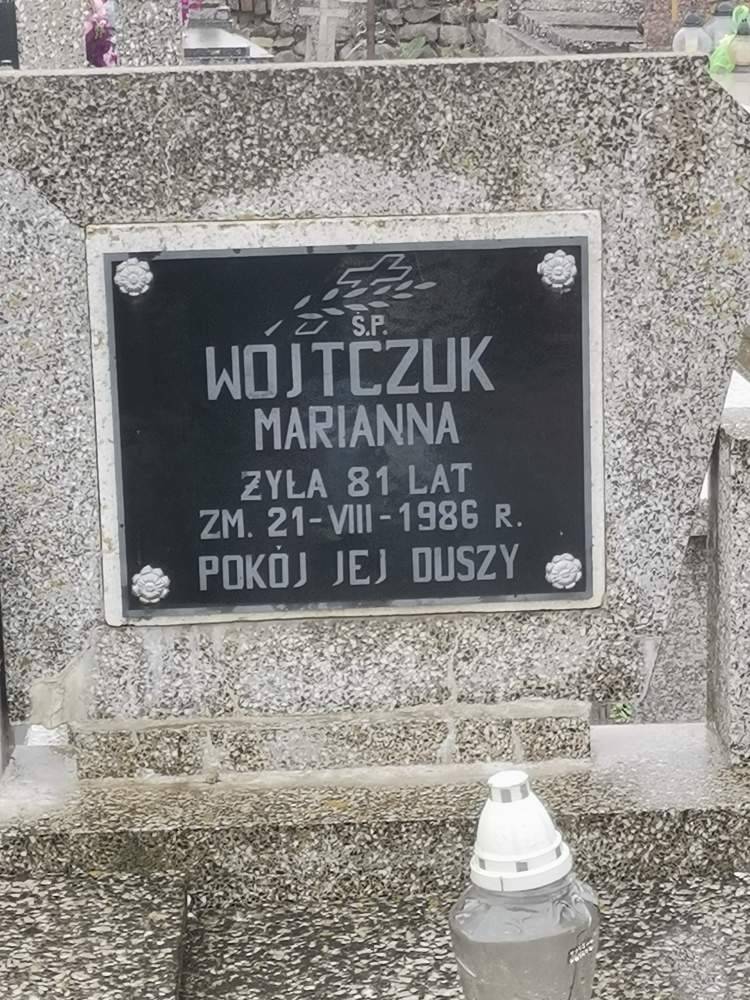 Ś.P.
WOJTCZUK
MARIANNA
ŻYŁA 81 LAT
ZM. 21-VIII-1986 R.
POKÓJ JEJ DUSZY